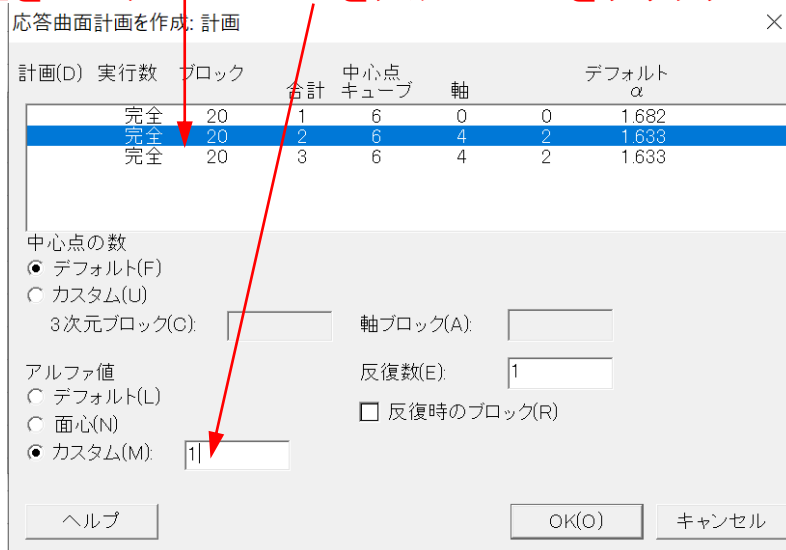 応答曲面計画を作成: 計画
計画(D) 実行数 ブロック 合計 中心点 キューブ 軸 デフォルト α
完全 20 1 6 0 0 1.682
完全 20 2 6 4 2 1.633
完全 20 3 6 4 2 1.633
中心点の数
デフォルト(F)
カスタム(U)
3次元ブロック(C): 軸ブロック(A):
アルファ値 反復数(E): 1
デフォルト(L)
反復時のブロック(R)
面心(N)
カスタム(M): 1
ヘルプ OK(O) キャンセル